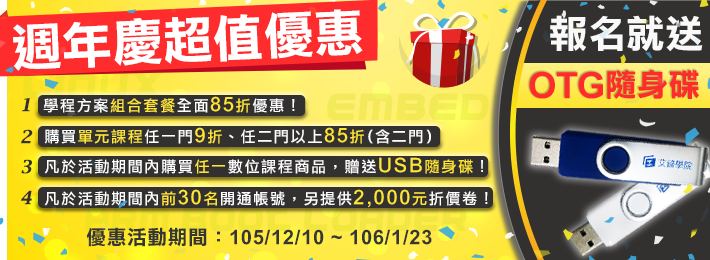 週年慶超值優惠
1 學程方案組合套餐全面85折優惠！
2 購買單元課程任一門9折、任二門以上85折(含二門)
3 凡於活動期間內購買任一數位課程商品，贈送USB隨身碟！
4 凡於活動期間內前30名開通帳號，另提供2,000元折價卷！
優惠活動期間：105/12/10 ~ 106/1/23
報名就送
OTG隨身碟
艾鍗學院
EMBED